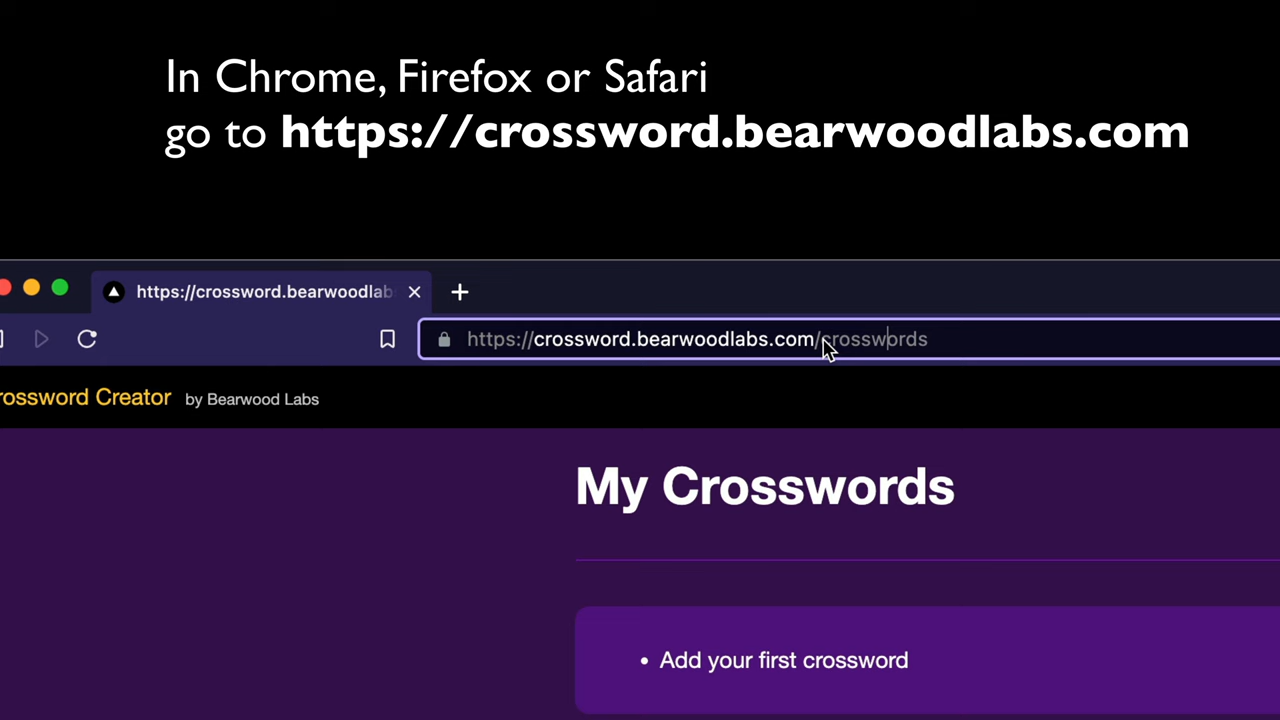 In Chrome, Firefox or Safari
go to https://crossword.bearwoodlabs.com
https://crossword.bearwoodlab
https://crossword.bearwoodlabs.com/crosswords
rossword Creator by Bearwood Labs
My Crosswords
Add your first crossword